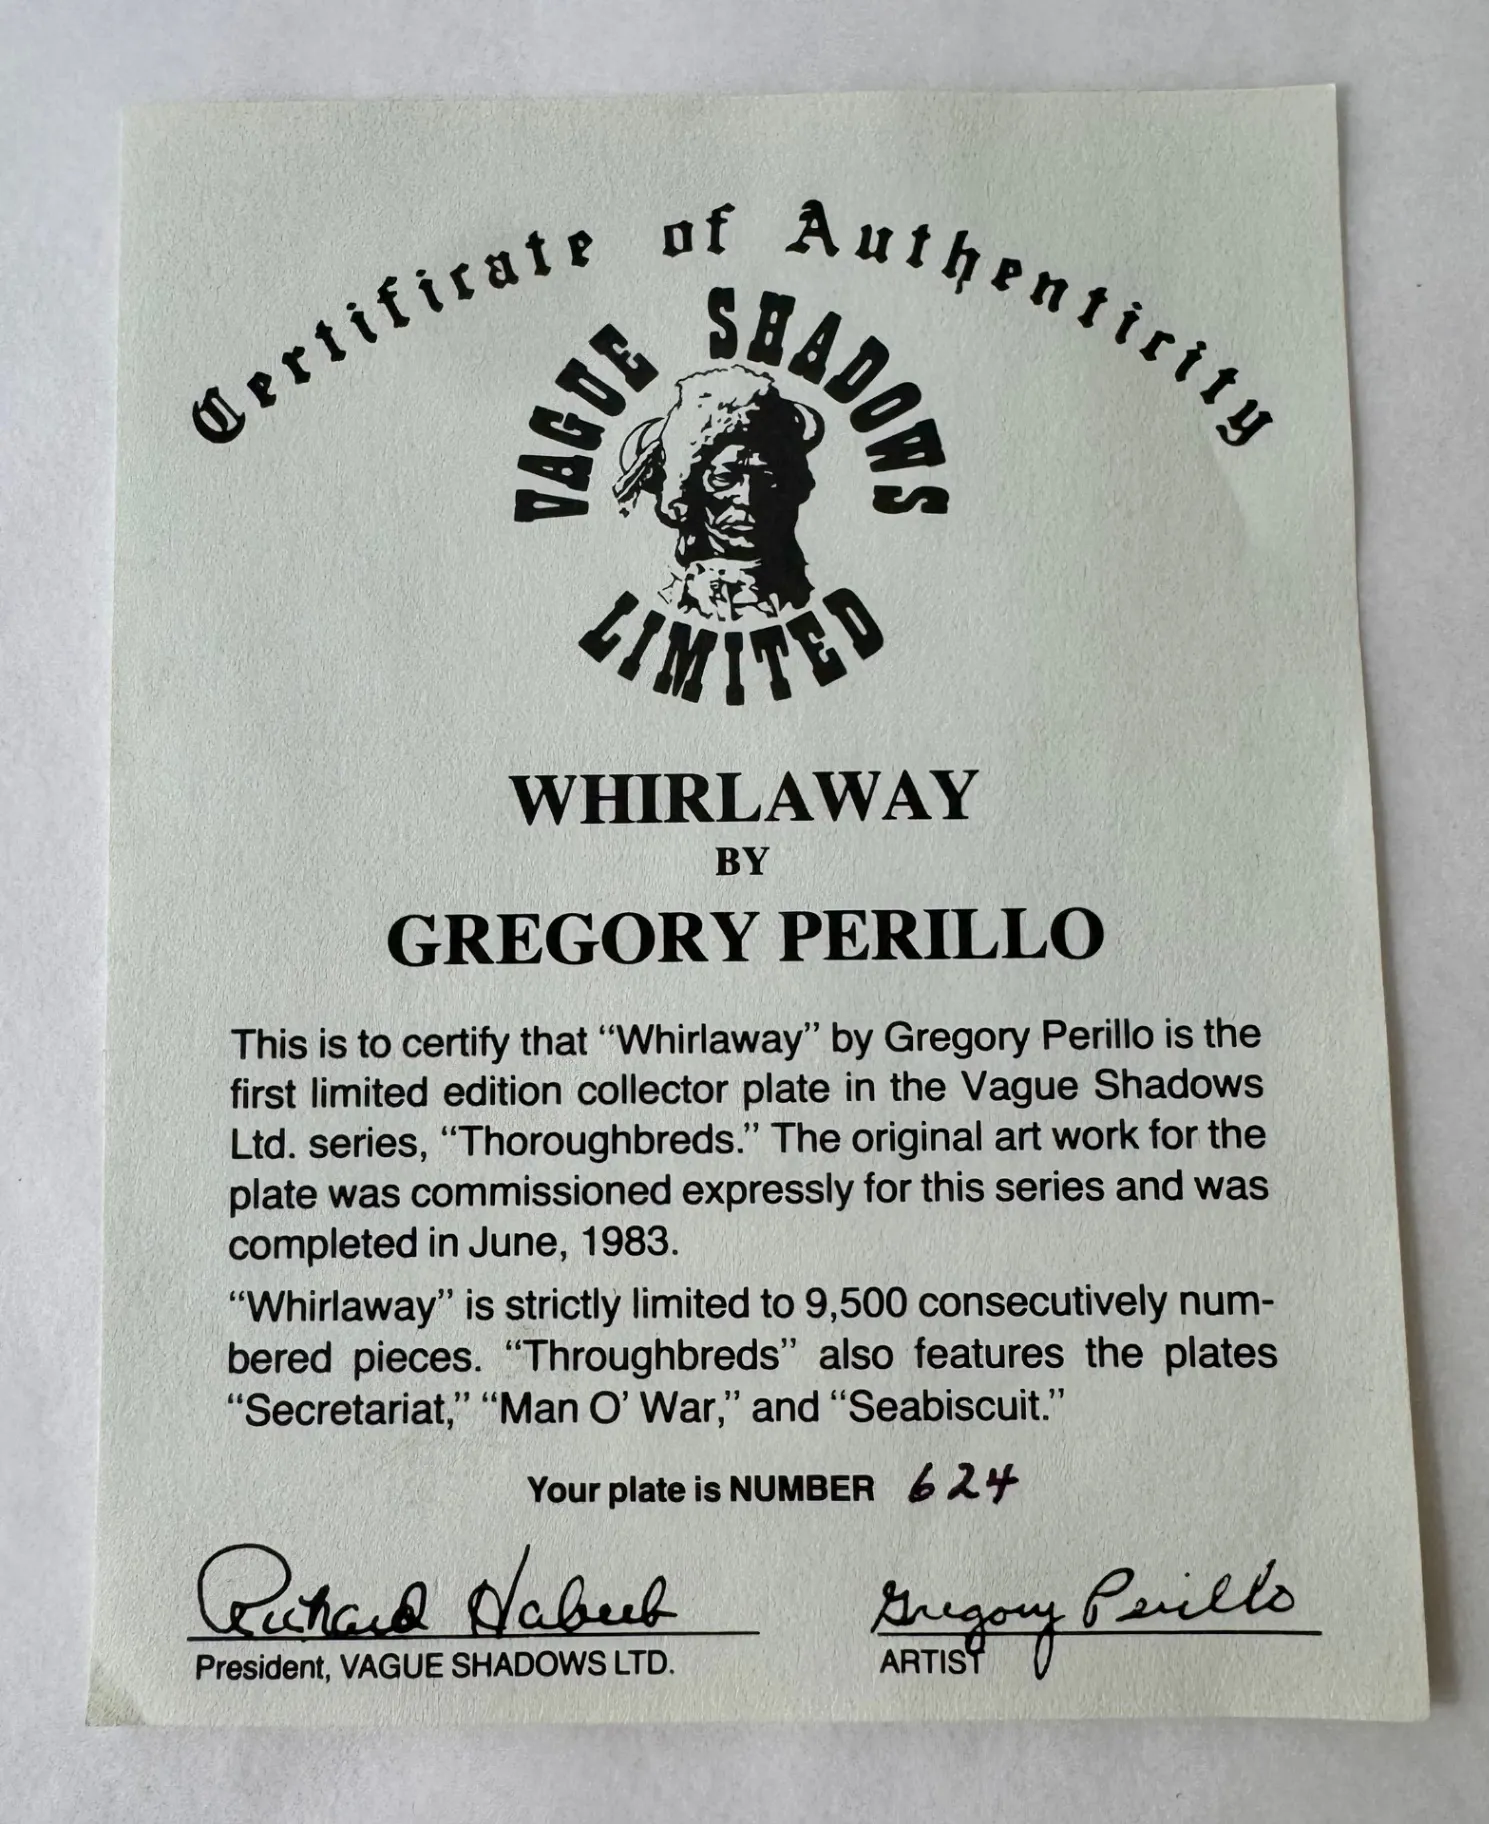 Certificate of Authenticity
VAGUE SHADOWS
LIMITED
WHIRLAWAY
BY
GREGORY PERILLO
This is to certify that “Whirlaway” by Gregory Perillo is the
first limited edition collector plate in the Vague Shadows
Ltd. series, “Thoroughbreds.” The original art work for the
plate was commissioned expressly for this series and was
completed in June, 1983.
“Whirlaway” is strictly limited to 9,500 consecutively num-
bered pieces. “Throughbreds” also features the plates
“Secretariat,” “Man O’ War,” and “Seabiscuit.”
Your plate is NUMBER 624
Richard Habeeb
President, VAGUE SHADOWS LTD.
Gregory Perillo
ARTIST